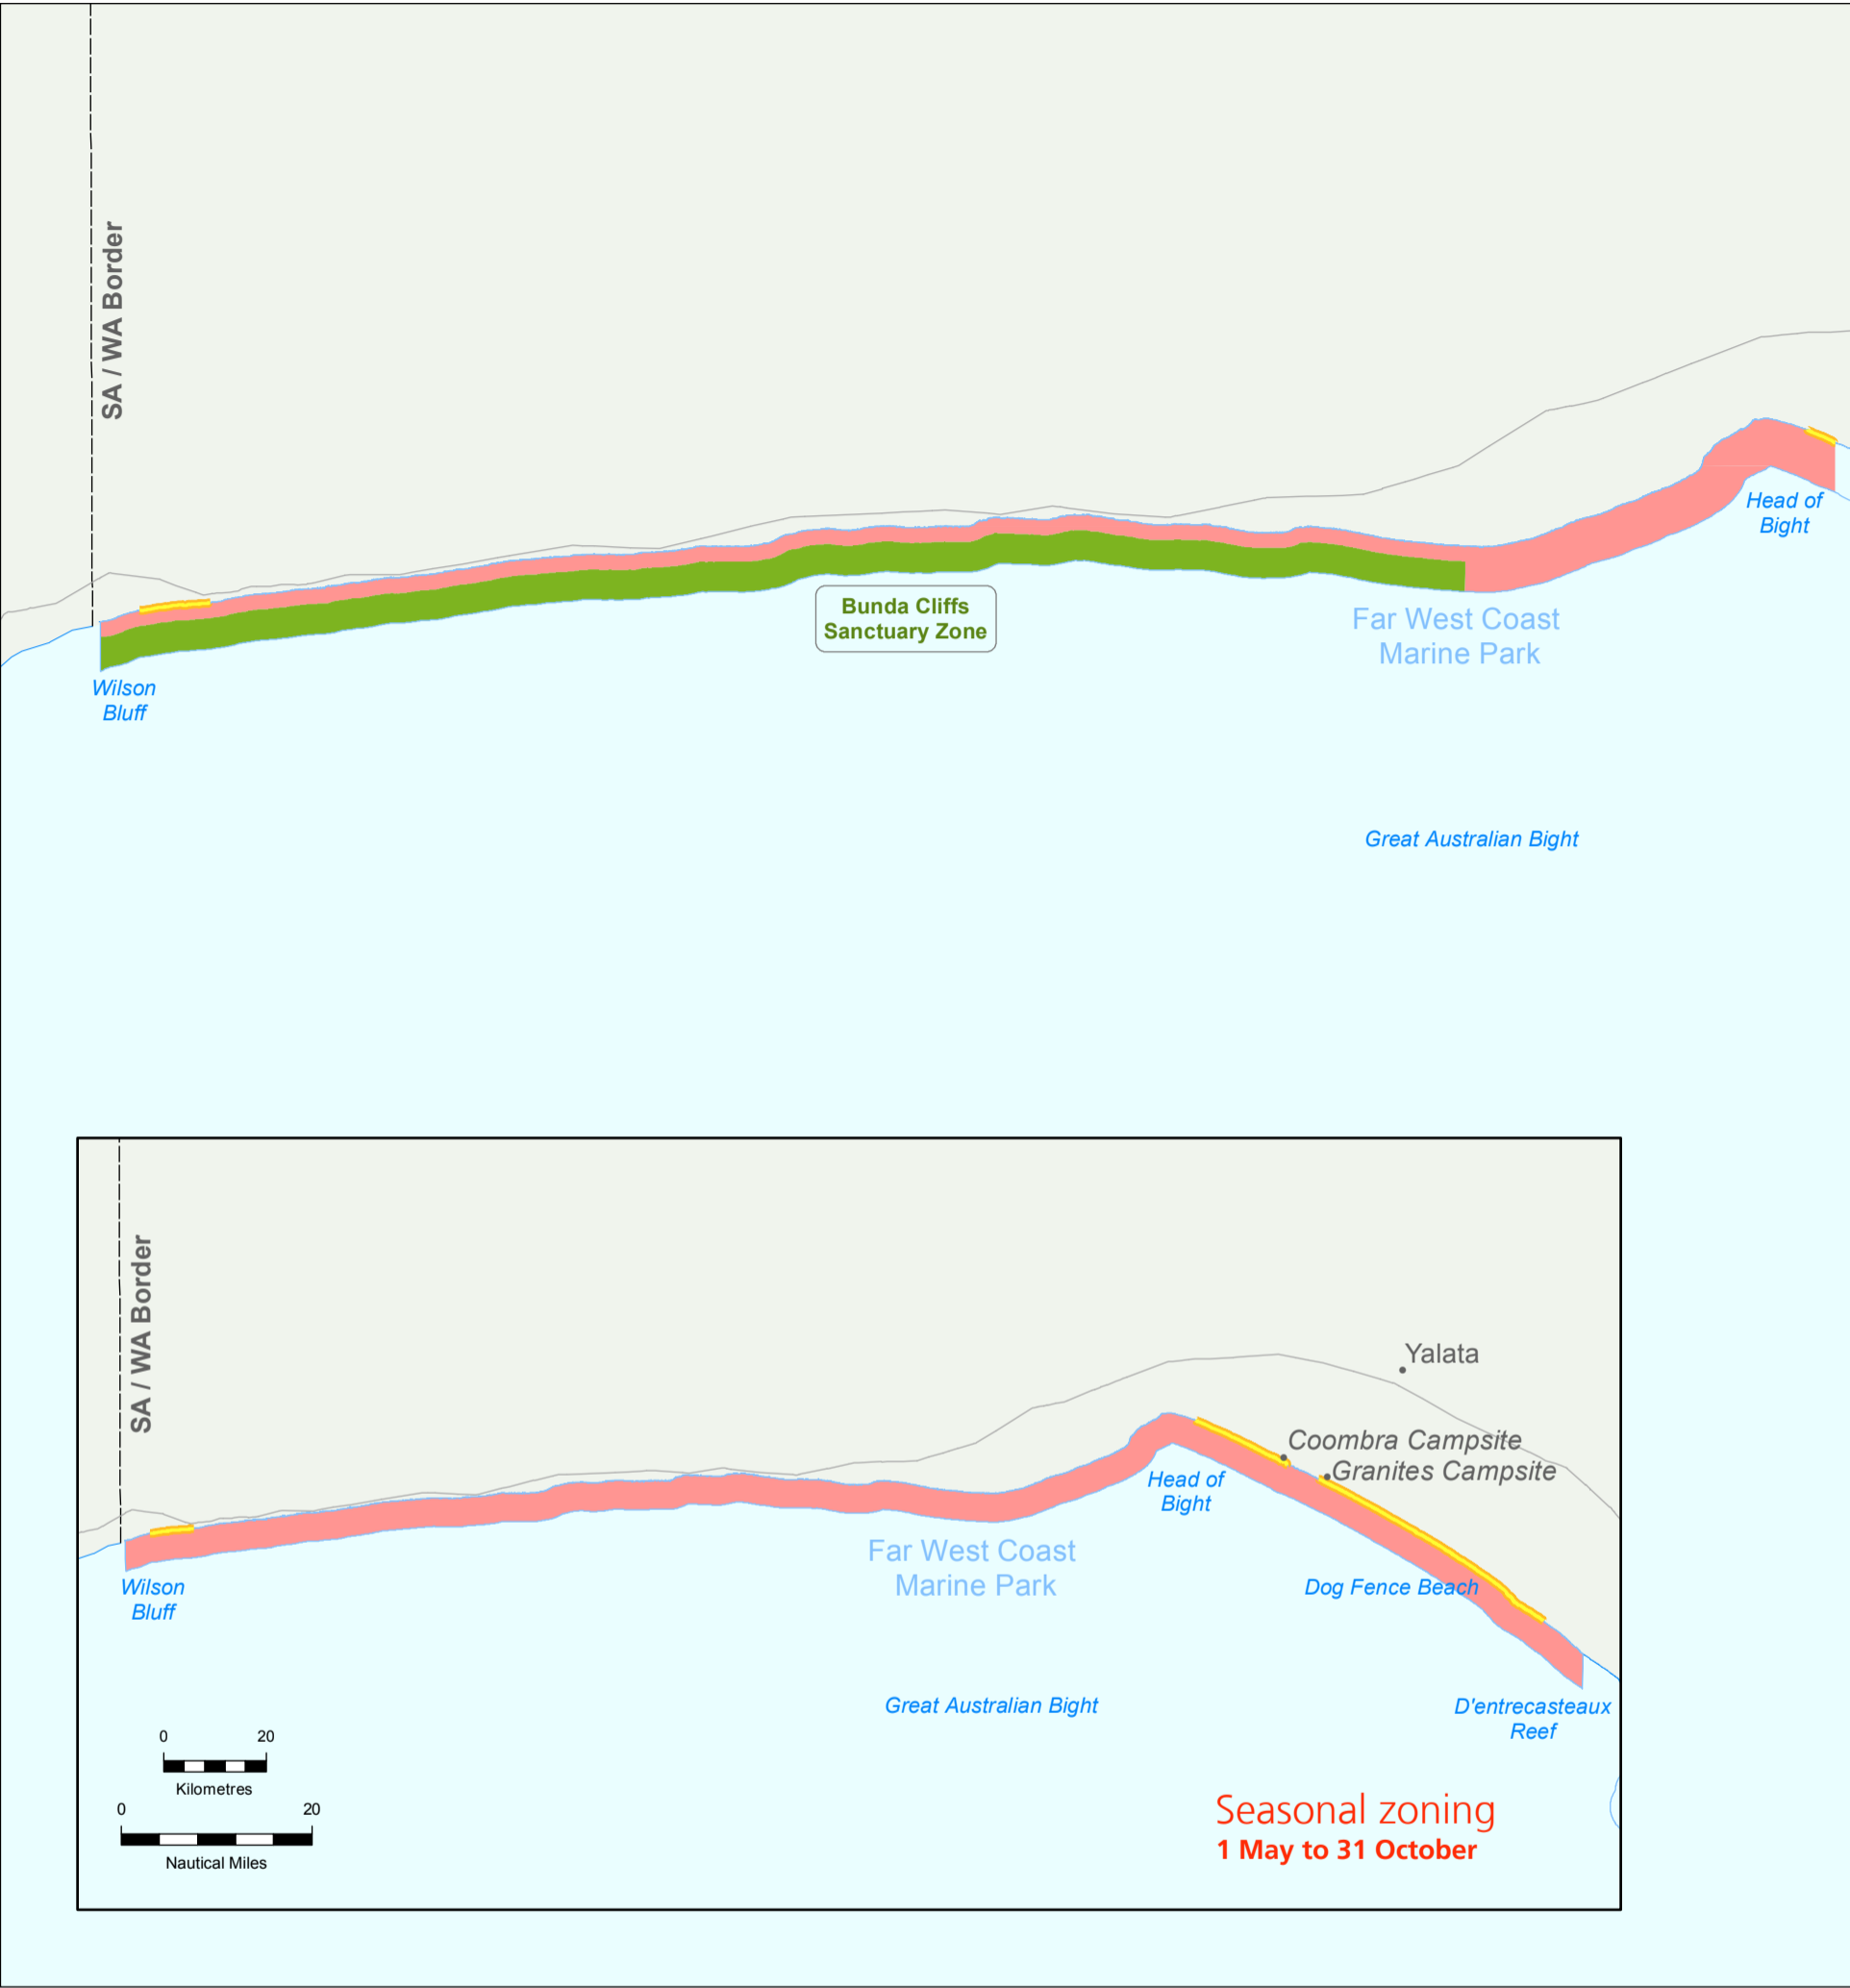 SA / WA Border
Head of
Bight
Bunda Cliffs
Sanctuary Zone
Far West Coast
Marine Park
Wilson
Bluff
Great Australian Bight
SA / WA Border
Yalata
Coombra Campsite
Granites Campsite
Head of
Bight
Far West Coast
Marine Park
Wilson
Bluff
Dog Fence Beach
Great Australian Bight
D'entrecasteaux
Reef
0 20
Kilometres
0 20
Nautical Miles
Seasonal zoning
1 May to 31 October